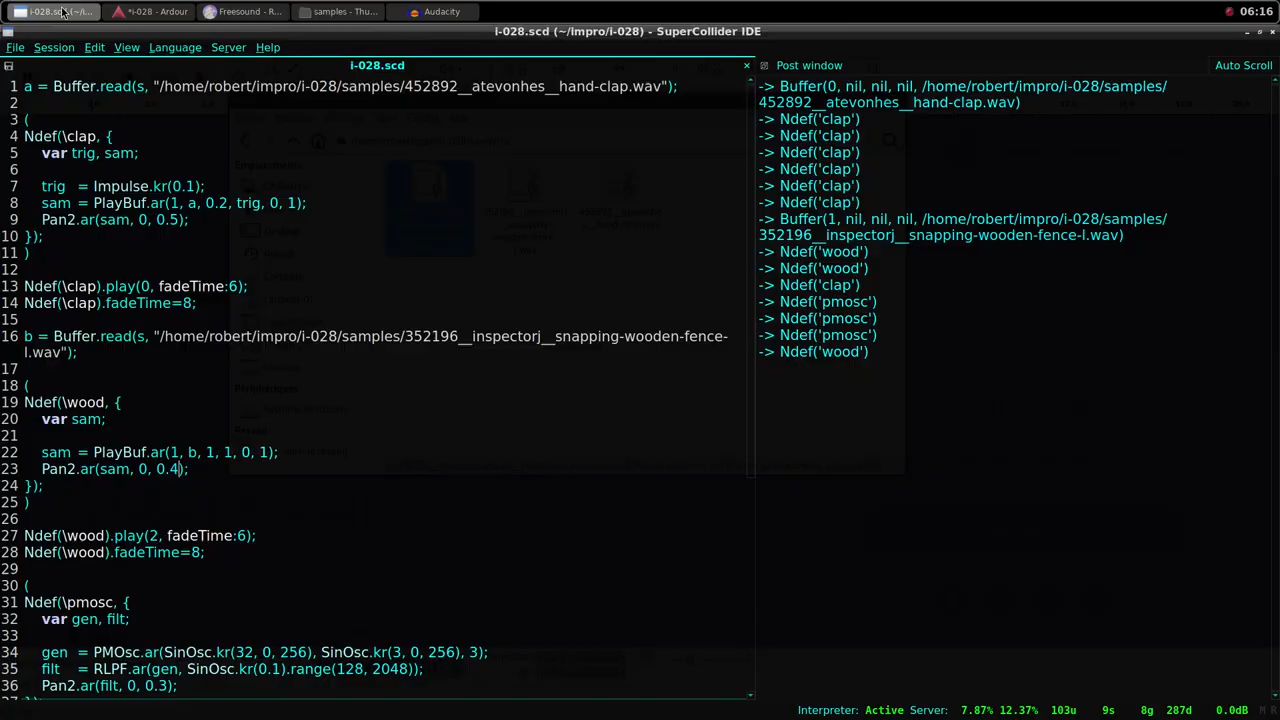 i-028.scd (~/i...
*i-028 - Ardour
Freesound - R...
samples - Thu...
Audacity
06:16
i-028.scd (~/impro/i-028) - SuperCollider IDE
File Session Edit View Language Server Help
i-028.scd
Post window
Auto Scroll
1 a = Buffer.read(s, "/home/robert/impro/i-028/samples/452892__atevonhes__hand-clap.wav");
2
3 (
4 Ndef(\clap, {
5 var trig, sam;
6
7 trig = Impulse.kr(0.1);
8 sam = PlayBuf.ar(1, a, 0.2, trig, 0, 1);
9 Pan2.ar(sam, 0, 0.5);
10 });
11 )
12
13 Ndef(\clap).play(0, fadeTime:6);
14 Ndef(\clap).fadeTime=8;
15
16 b = Buffer.read(s, "/home/robert/impro/i-028/samples/352196__inspectorj__snapping-wooden-fence-
l.wav");
17
18 (
19 Ndef(\wood, {
20 var sam;
21
22 sam = PlayBuf.ar(1, b, 1, 1, 0, 1);
23 Pan2.ar(sam, 0, 0.4);
24 });
25 )
26
27 Ndef(\wood).play(2, fadeTime:6);
28 Ndef(\wood).fadeTime=8;
29
30 (
31 Ndef(\pmosc, {
32 var gen, filt;
33
34 gen = PMOsc.ar(SinOsc.kr(32, 0, 256), SinOsc.kr(3, 0, 256), 3);
35 filt = RLPF.ar(gen, SinOsc.kr(0.1).range(128, 2048));
36 Pan2.ar(filt, 0, 0.3);
-> Buffer(0, nil, nil, nil, /home/robert/impro/i-028/samples/
452892__atevonhes__hand-clap.wav)
-> Ndef('clap')
-> Ndef('clap')
-> Ndef('clap')
-> Ndef('clap')
-> Ndef('clap')
-> Ndef('clap')
-> Buffer(1, nil, nil, nil, /home/robert/impro/i-028/samples/
352196__inspectorj__snapping-wooden-fence-l.wav)
-> Ndef('wood')
-> Ndef('wood')
-> Ndef('clap')
-> Ndef('pmosc')
-> Ndef('pmosc')
-> Ndef('pmosc')
-> Ndef('wood')
Interpreter: Active Server: 7.87% 12.37% 103u 9s 8g 287d 0.0dB M R